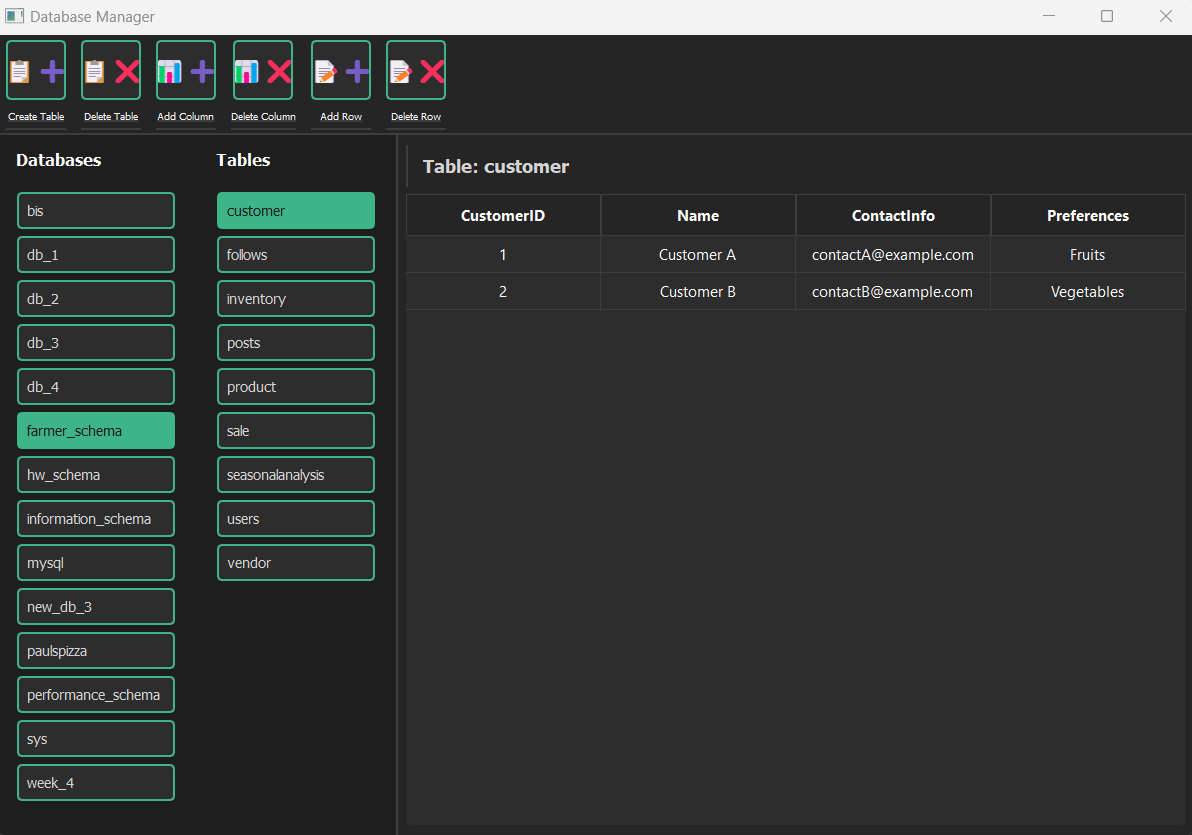 Database Manager
Create Table Delete Table Add Column Delete Column Add Row Delete Row
Databases
bis
db_1
db_2
db_3
db_4
farmer_schema
hw_schema
information_schema
mysql
new_db_3
paulspizza
performance_schema
sys
week_4
Tables
customer
follows
inventory
posts
product
sale
seasonalanalysis
users
vendor
Table: customer
CustomerID Name ContactInfo Preferences
1 Customer A contactA@example.com Fruits
2 Customer B contactB@example.com Vegetables